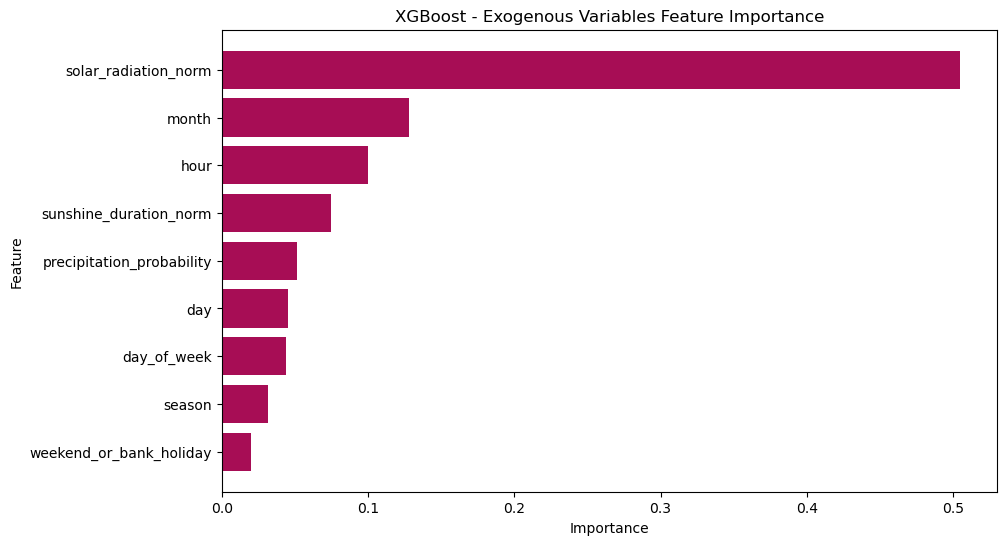 XGBoost - Exogenous Variables Feature Importance
Feature
solar_radiation_norm
month
hour
sunshine_duration_norm
precipitation_probability
day
day_of_week
season
weekend_or_bank_holiday
0.0 0.1 0.2 0.3 0.4 0.5
Importance